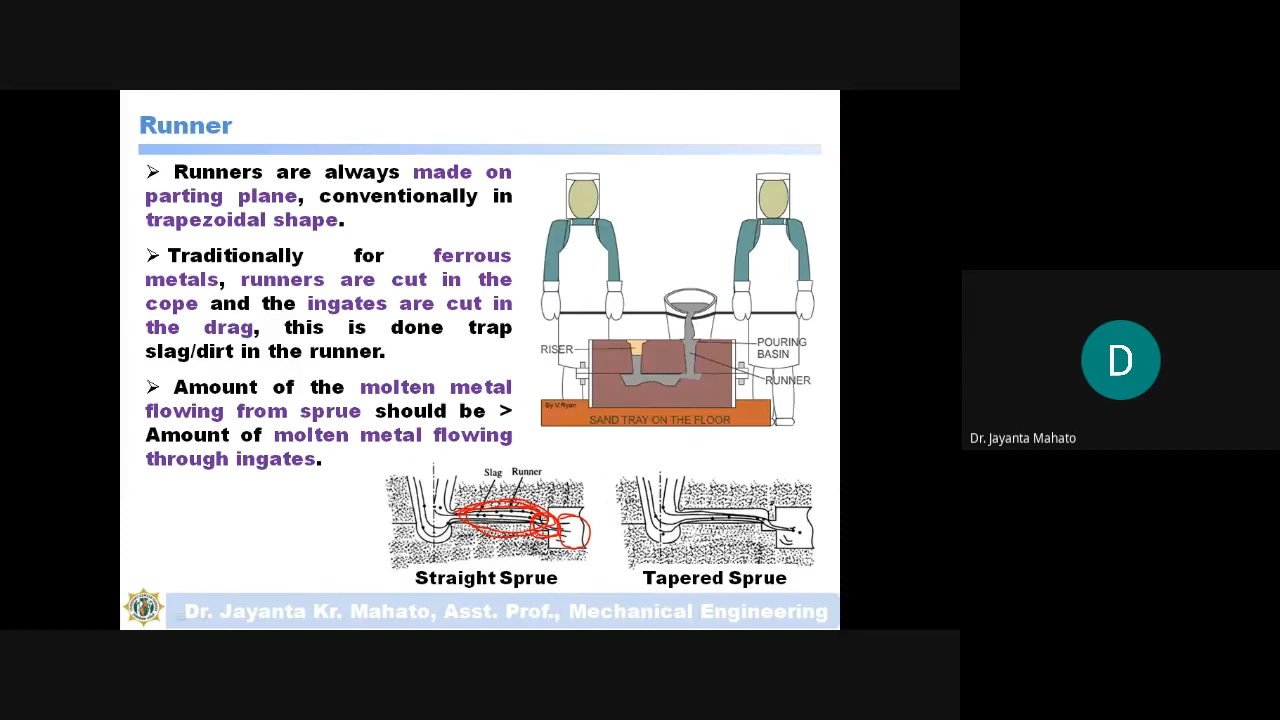 Runner
➢ Runners are always made on
parting plane, conventionally in
trapezoidal shape.
➢ Traditionally for ferrous
metals, runners are cut in the
cope and the ingates are cut in
the drag, this is done trap
slag/dirt in the runner.
➢ Amount of the molten metal
flowing from sprue should be >
Amount of molten metal flowing
through ingates.
RISER
POURING
BASIN
RUNNER
By V.Ryan
SAND TRAY ON THE FLOOR
Slag Runner
Straight Sprue
Tapered Sprue
Dr. Jayanta Kr. Mahato, Asst. Prof., Mechanical Engineering
D
Dr. Jayanta Mahato